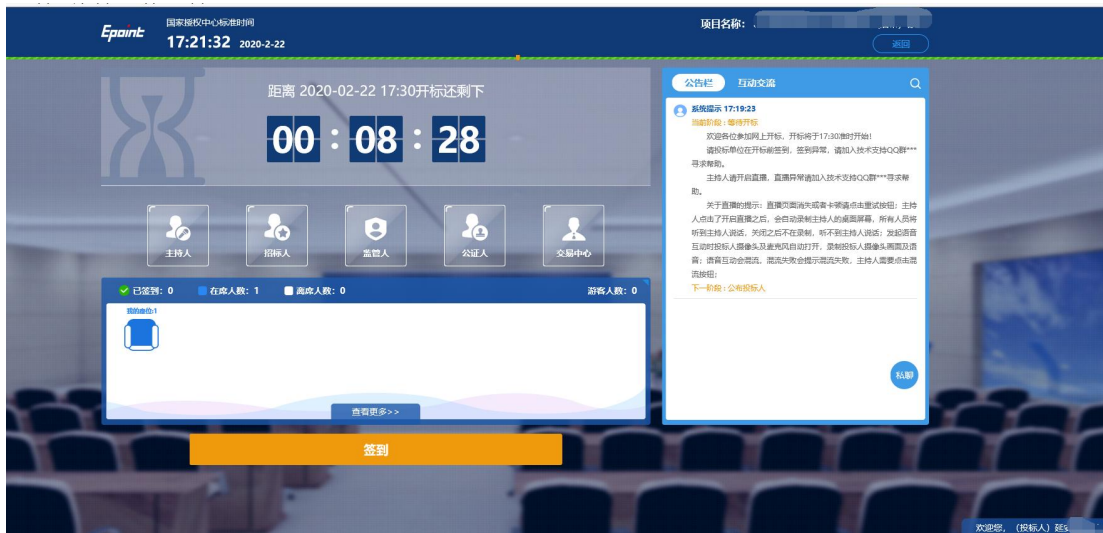 Epoint
国家授权中心标准时间
17:21:32 2020-2-22
项目名称：
返回
距离 2020-02-22 17:30开标还剩下
00 : 08 : 28
主持人
招标人
监管人
公证人
交易中心
已签到: 0 在席人数: 1 离席人数: 0 游客人数: 0
我的座位:1
查看更多>>
签到
公告栏 互动交流
系统提示 17:19:23
当前阶段：等待开标
欢迎各位参加网上开标，开标将于17:30准时开始!
请投标单位在开标前签到，签到异常，请加入技术支持QQ群***
寻求帮助。
主持人请开启直播，直播异常请加入技术支持QQ群***寻求帮
助。
关于直播的提示：直播页面消失或者卡顿请点击重试按钮；主持
人点击了开启直播之后，会自动录制主持人的桌面屏幕，所有人员将
听到主持人说话，关闭之后不在录制、听不到主持人说话；发起语音
互动时投标人摄像头及麦克风自动打开，录制投标人摄像头画面及语
音；语音互动会混流，混流失败会提示混流失败，主持人需要点击混
流按钮；
下一阶段：公布投标人
私聊
欢迎您，（投标人）延